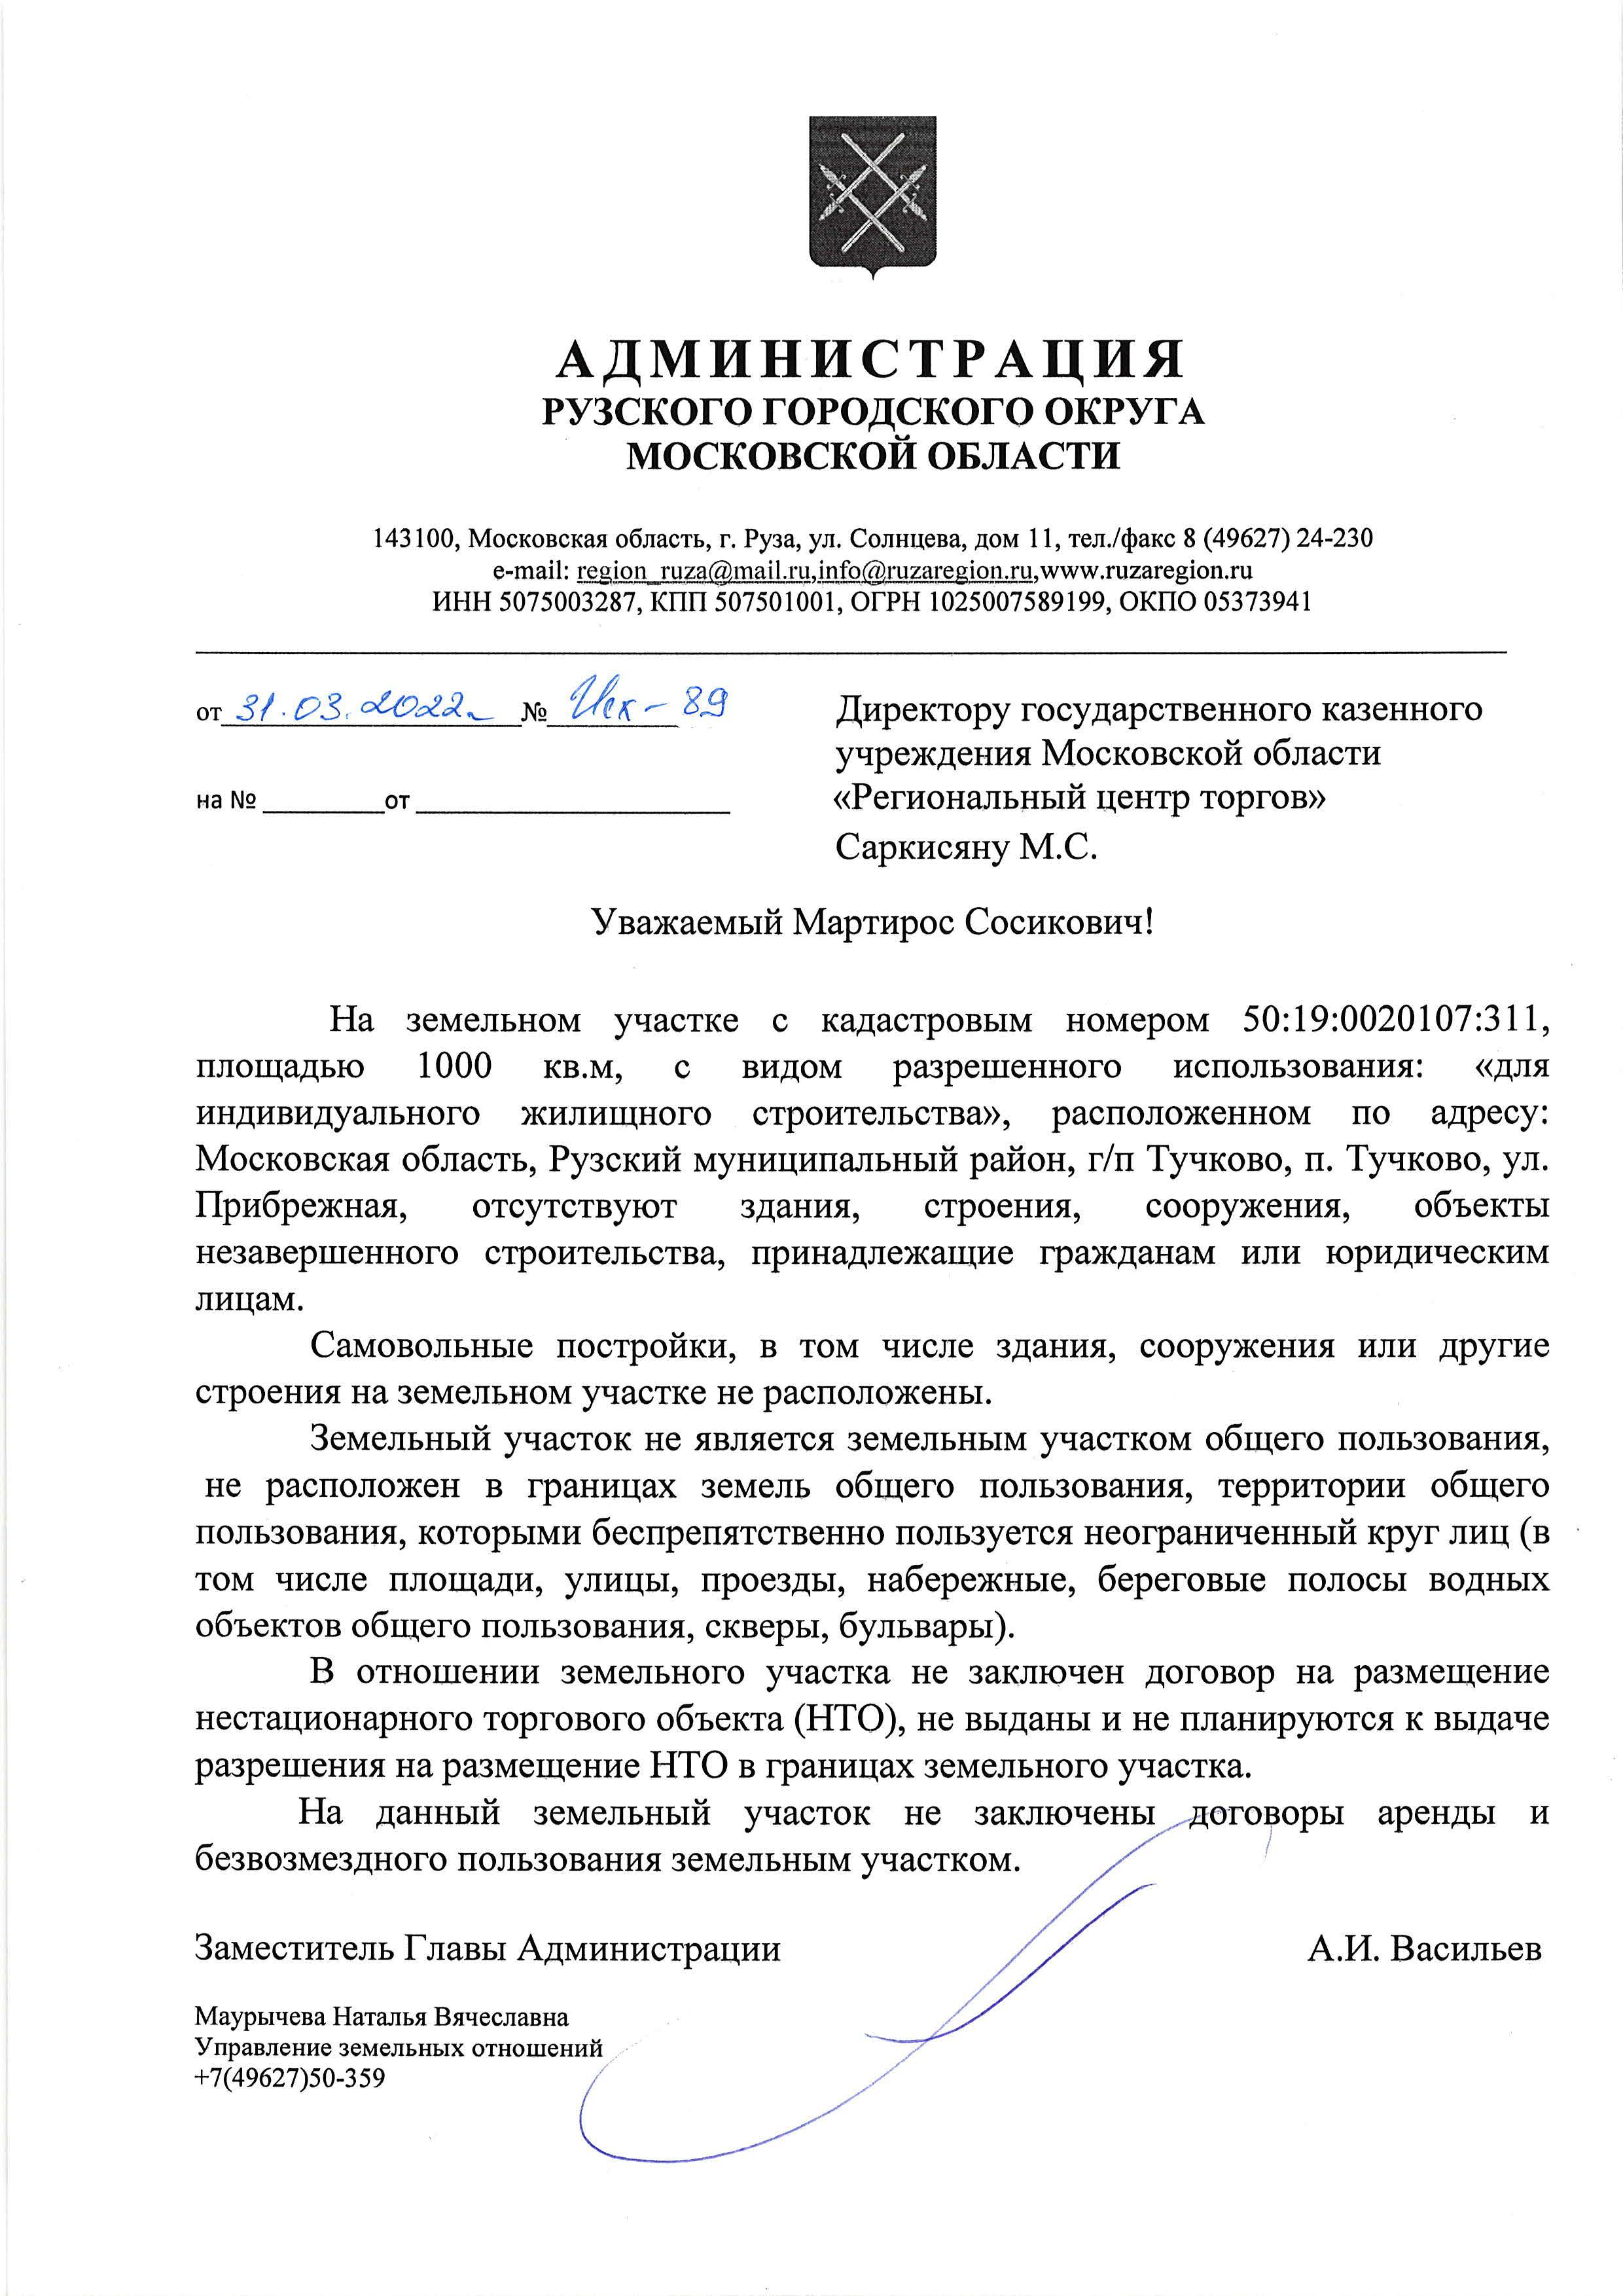 АДМИНИСТРАЦИЯ
РУЗСКОГО ГОРОДСКОГО ОКРУГА
МОСКОВСКОЙ ОБЛАСТИ
143100, Московская область, г. Руза, ул. Солнцева, дом 11, тел./факс 8 (49627) 24-230
e-mail: region_ruza@mail.ru,info@ruzaregion.ru,www.ruzaregion.ru
ИНН 5075003287, КПП 507501001, ОГРН 1025007589199, ОКПО 05373941
от 31.03.2022 № Исх-89
на № ________ от ________
Директору государственного казенного
учреждения Московской области
«Региональный центр торгов»
Саркисяну М.С.
Уважаемый Мартирос Сосикович!
На земельном участке с кадастровым номером 50:19:0020107:311,
площадью 1000 кв.м, с видом разрешенного использования: «для
индивидуального жилищного строительства», расположенном по адресу:
Московская область, Рузский муниципальный район, г/п Тучково, п. Тучково, ул.
Прибрежная, отсутствуют здания, строения, сооружения, объекты
незавершенного строительства, принадлежащие гражданам или юридическим
лицам.
Самовольные постройки, в том числе здания, сооружения или другие
строения на земельном участке не расположены.
Земельный участок не является земельным участком общего пользования,
не расположен в границах земель общего пользования, территории общего
пользования, которыми беспрепятственно пользуется неограниченный круг лиц (в
том числе площади, улицы, проезды, набережные, береговые полосы водных
объектов общего пользования, скверы, бульвары).
В отношении земельного участка не заключен договор на размещение
нестационарного торгового объекта (НТО), не выданы и не планируются к выдаче
разрешения на размещение НТО в границах земельного участка.
На данный земельный участок не заключены договоры аренды и
безвозмездного пользования земельным участком.
Заместитель Главы Администрации А.И. Васильев
Маурычева Наталья Вячеславна
Управление земельных отношений
+7(49627)50-359